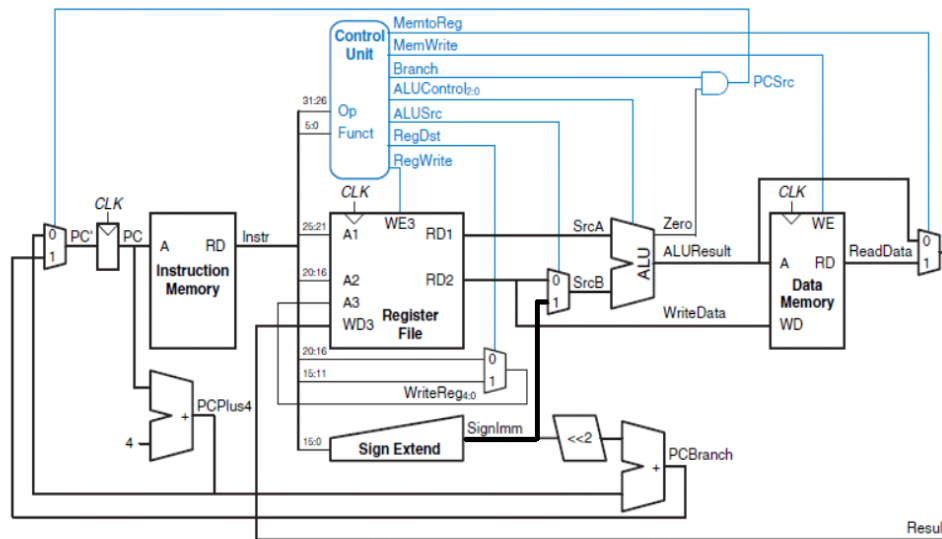 MemtoReg
Control
Unit
MemWrite
Branch
PCSrc
ALUControl2:0
31:26
Op
ALUSrc
5:0
Funct
RegDst
RegWrite
CLK
CLK
CLK
0
1
PC'
PC
A
RD
Instruction
Memory
Instr
25:21
A1
WE3
RD1
SrcA
Zero
WE
0
1
20:16
A2
RD2
0
1
SrcB
ALU
ALUResult
A
RD
ReadData
A3
Data
Memory
WD3
Register
File
WriteData
WD
20:16
0
15:11
1
WriteReg4:0
PCPlus4
+
4
SignImm
15:0
Sign Extend
<<2
+
PCBranch
Resul